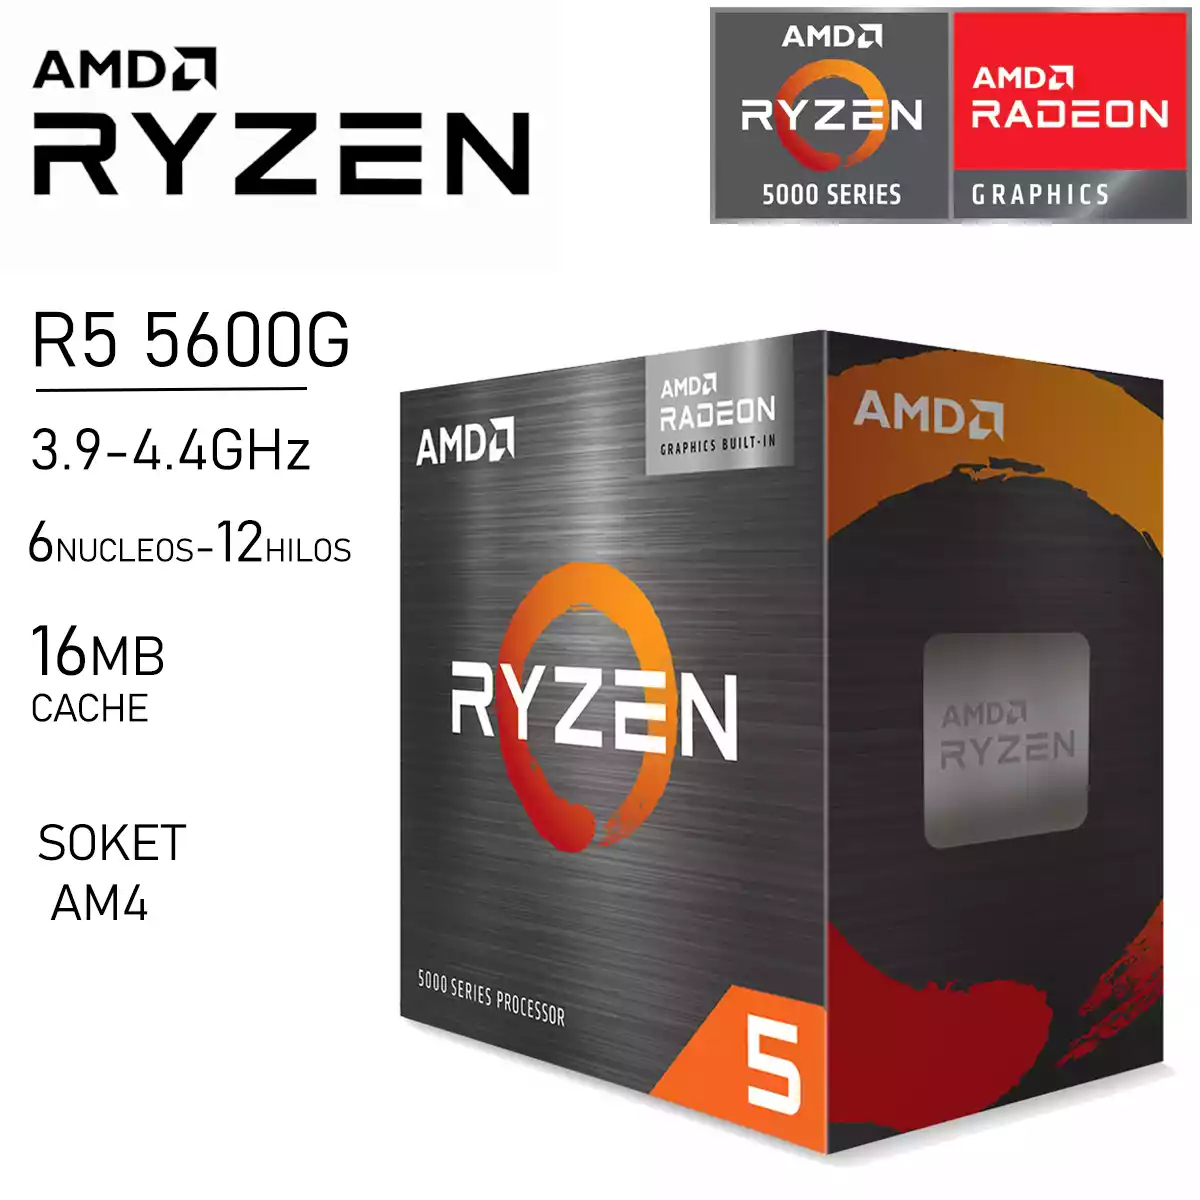 AMD
RYZEN
AMD
RYZEN
5000 SERIES
AMD
RADEON
GRAPHICS
R5 5600G
3.9-4.4GHz
6NUCLEOS-12HILOS
16MB
CACHE
SOKET
AM4
AMD
AMD
RADEON
GRAPHICS BUILT-IN
RYZEN
5000 SERIES PROCESSOR
5
AMD
AMD
RYZEN